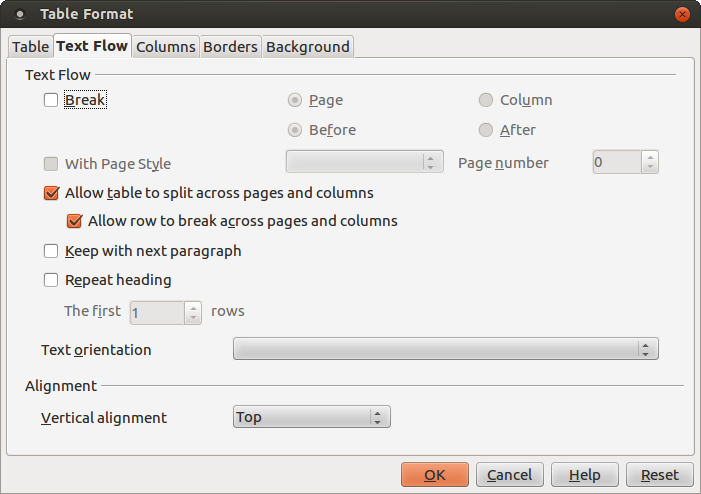 Table Format
Table Text Flow Columns Borders Background
Text Flow
Break Page Column
Before After
With Page Style Page number 0
Allow table to split across pages and columns
Allow row to break across pages and columns
Keep with next paragraph
Repeat heading
The first 1 rows
Text orientation
Alignment
Vertical alignment Top
OK Cancel Help Reset